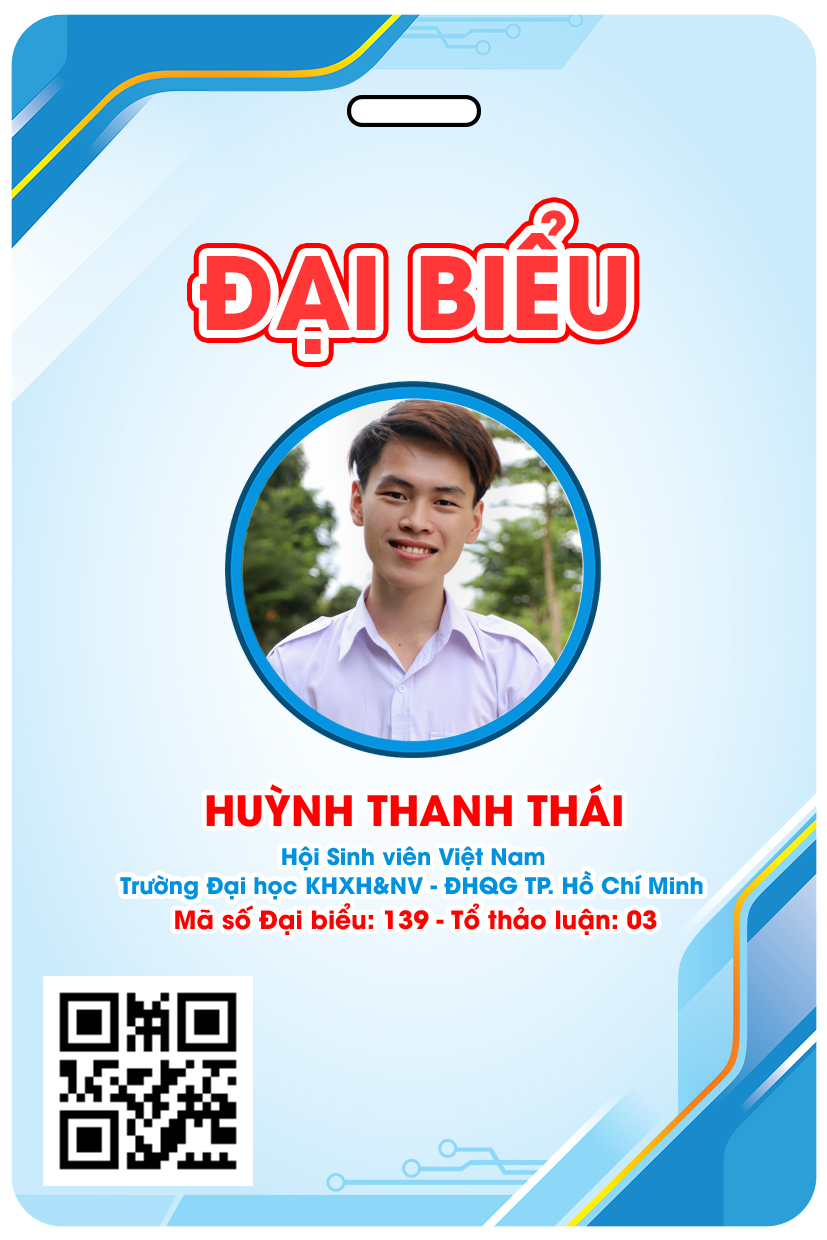 ĐẠI BIỂU
HUỲNH THANH THÁI
Hội Sinh viên Việt Nam
Trường Đại học KHXH&NV - ĐHQG TP. Hồ Chí Minh
Mã số Đại biểu: 139 - Tổ thảo luận: 03